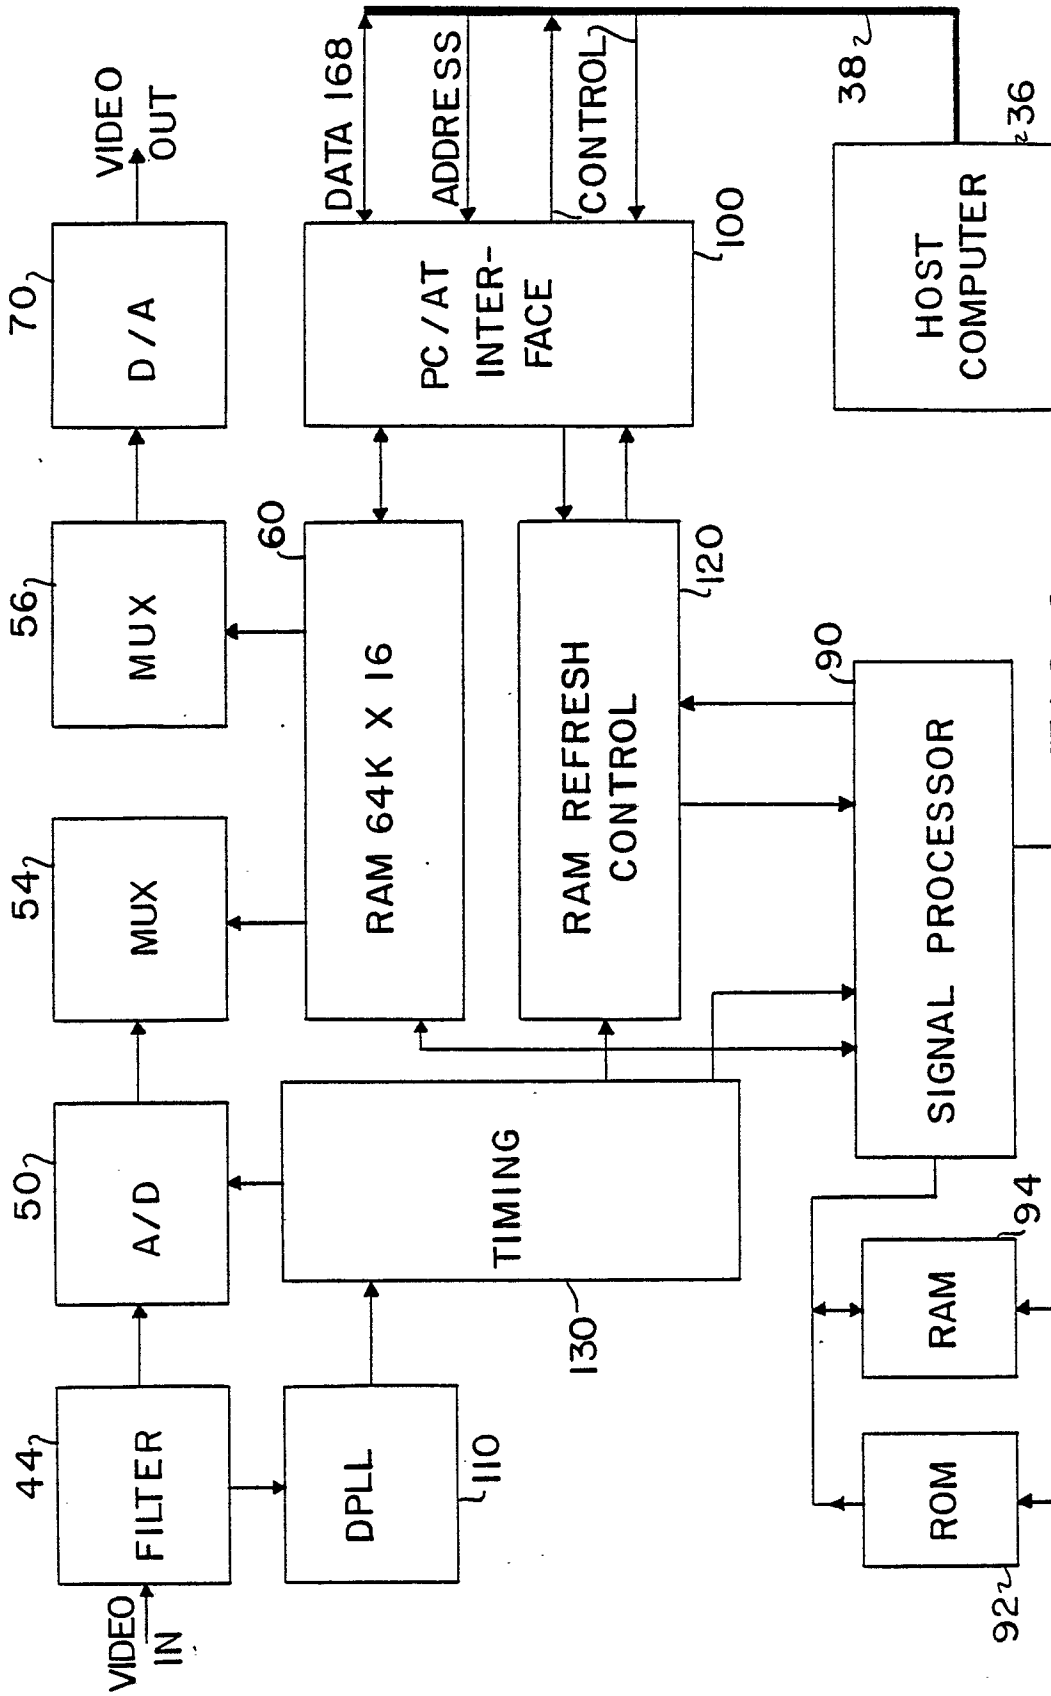 VIDEO
IN
44
FILTER
50
A/D
54
MUX
56
MUX
70
D/A
VIDEO
OUT
DPLL
110
TIMING
130
60
RAM 64K X 16
RAM REFRESH
CONTROL
120
PC/AT
INTER-
FACE
100
DATA 168
ADDRESS
CONTROL
38
HOST
COMPUTER
36
90
SIGNAL PROCESSOR
RAM
94
ROM
92